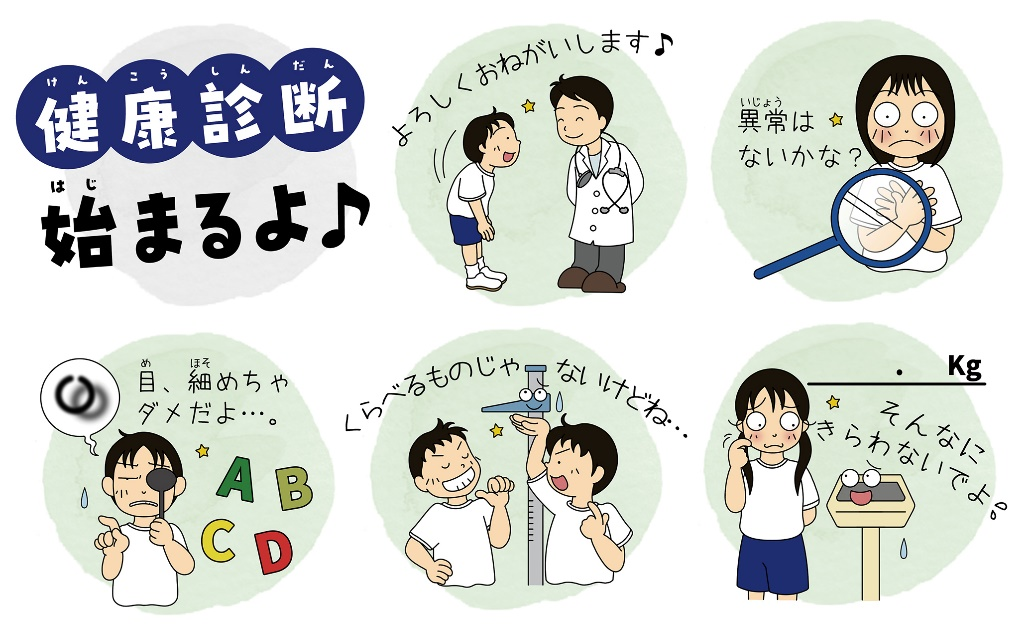 けんこうしんだん
健康診断
はじ
始まるよ♪
よろしくおねがいします♪
いじょう
異常は
ないかな？
め ほそ
目、細めちゃ
ダメだよ…。
A B
C D
くらべるものじゃないけどね…
. Kg
そんなに
きらわないでよ。